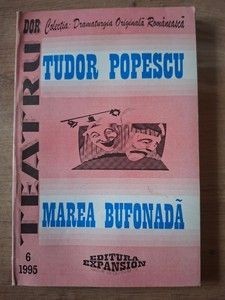 DOR Colecția: Dramaturgia Originală Românească
TEATRU
TUDOR POPESCU
MAREA BUFONADĂ
6
1995
EDITURA
EXPANSION